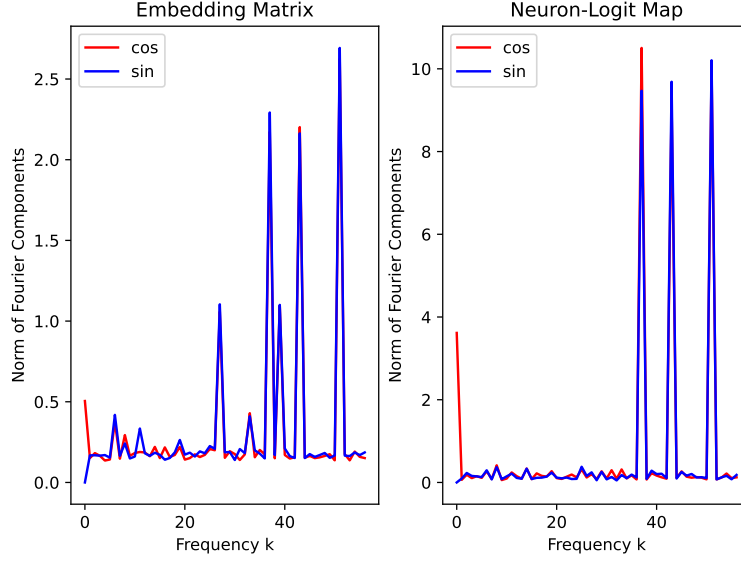 Embedding Matrix
cos
sin
Norm of Fourier Components
2.5
2.0
1.5
1.0
0.5
0.0
0
20
40
Frequency k
Neuron-Logit Map
cos
sin
Norm of Fourier Components
10
8
6
4
2
0
0
20
40
Frequency k